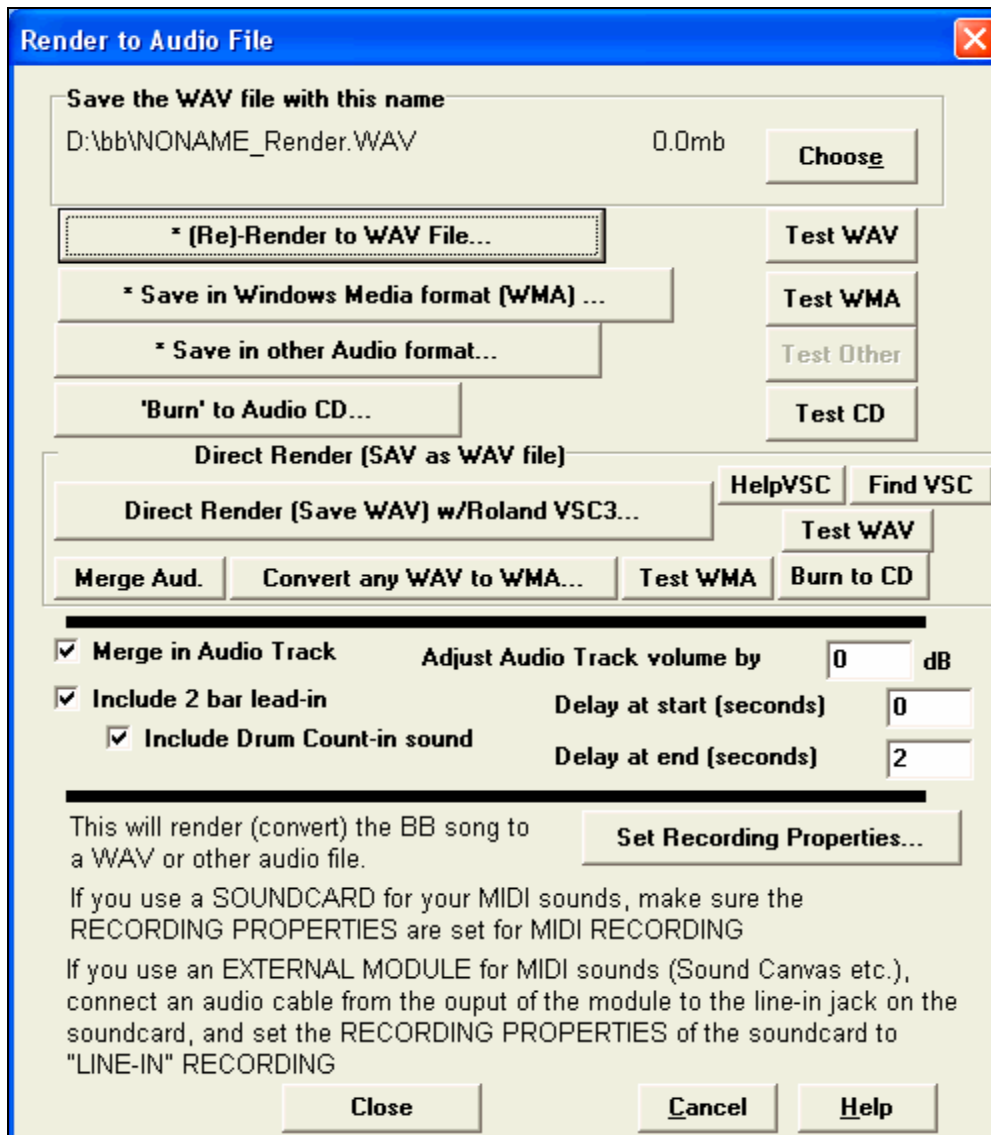 Render to Audio File
Save the WAV file with this name
D:\bb\NONAME_Render.WAV 0.0mb Choose
* (Re)-Render to WAV File... Test WAV
* Save in Windows Media format (WMA) ... Test WMA
* Save in other Audio format... Test Other
'Burn' to Audio CD... Test CD
Direct Render (SAV as WAV file)
HelpVSC Find VSC
Direct Render (Save WAV) w/Roland VSC3...
Test WAV
Merge Aud. Convert any WAV to WMA... Test WMA Burn to CD
Merge in Audio Track Adjust Audio Track volume by 0 dB
Include 2 bar lead-in Delay at start (seconds) 0
Include Drum Count-in sound
Delay at end (seconds) 2
This will render (convert) the BB song to
a WAV or other audio file.
Set Recording Properties...
If you use a SOUNDCARD for your MIDI sounds, make sure the
RECORDING PROPERTIES are set for MIDI RECORDING
If you use an EXTERNAL MODULE for MIDI sounds (Sound Canvas etc.),
connect an audio cable from the ouput of the module to the line-in jack on the
soundcard, and set the RECORDING PROPERTIES of the soundcard to
"LINE-IN" RECORDING
Close Cancel Help